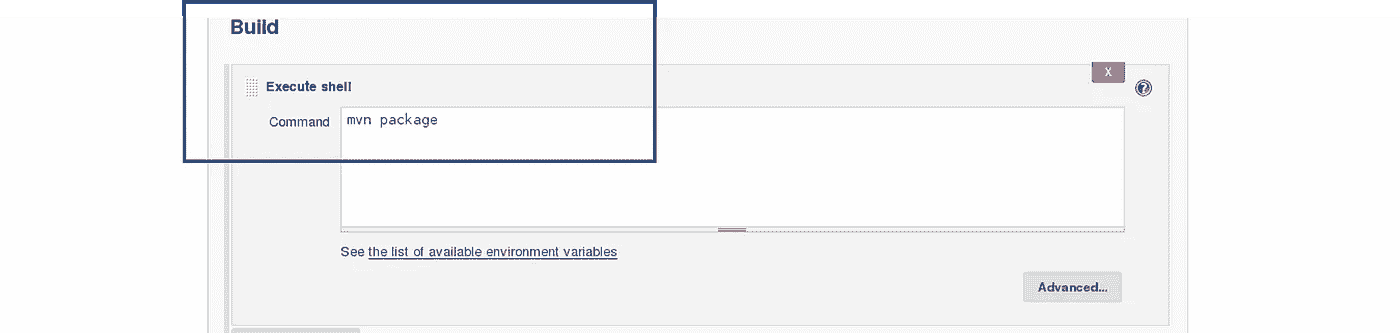 Build
X
Execute shell
Command
mvn package
See the list of available environment variables
Advanced...